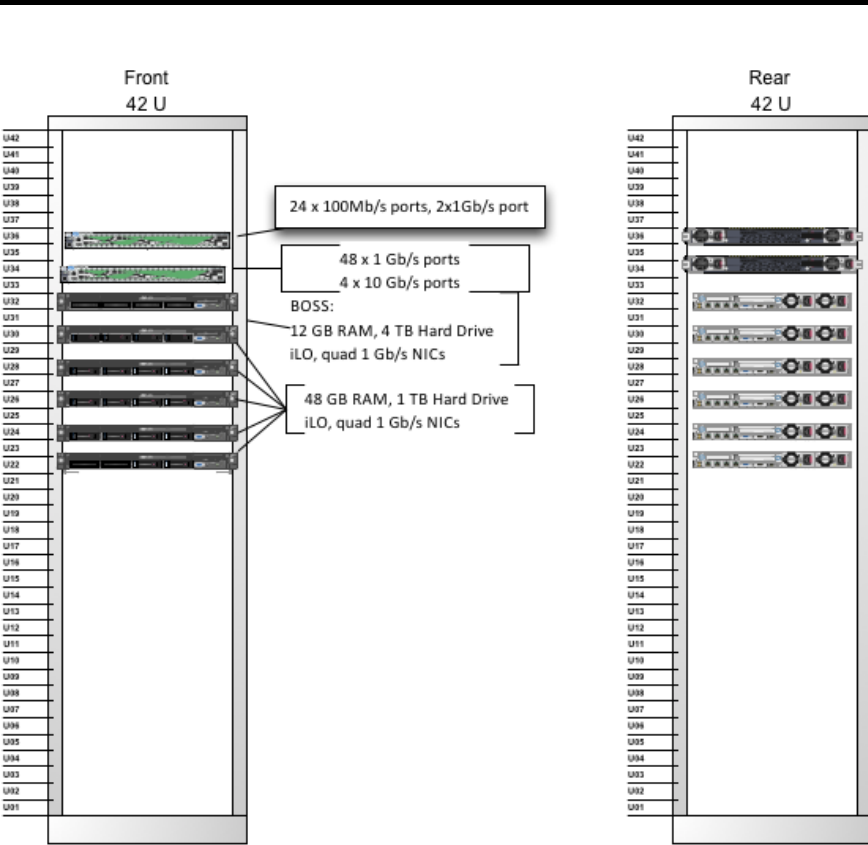 Front
42 U
Rear
42 U
U42
U41
U40
U39
U38
U37
U36
U35
U34
U33
U32
U31
U30
U29
U28
U27
U26
U25
U24
U23
U22
U21
U20
U19
U18
U17
U16
U15
U14
U13
U12
U11
U10
U09
U08
U07
U06
U05
U04
U03
U02
U01
24 x 100Mb/s ports, 2x1Gb/s port
48 x 1 Gb/s ports
4 x 10 Gb/s ports
BOSS:
12 GB RAM, 4 TB Hard Drive
iLO, quad 1 Gb/s NICs
48 GB RAM, 1 TB Hard Drive
iLO, quad 1 Gb/s NICs
U42
U41
U40
U39
U38
U37
U36
U35
U34
U33
U32
U31
U30
U29
U28
U27
U26
U25
U24
U23
U22
U21
U20
U19
U18
U17
U16
U15
U14
U13
U12
U11
U10
U09
U08
U07
U06
U05
U04
U03
U02
U01